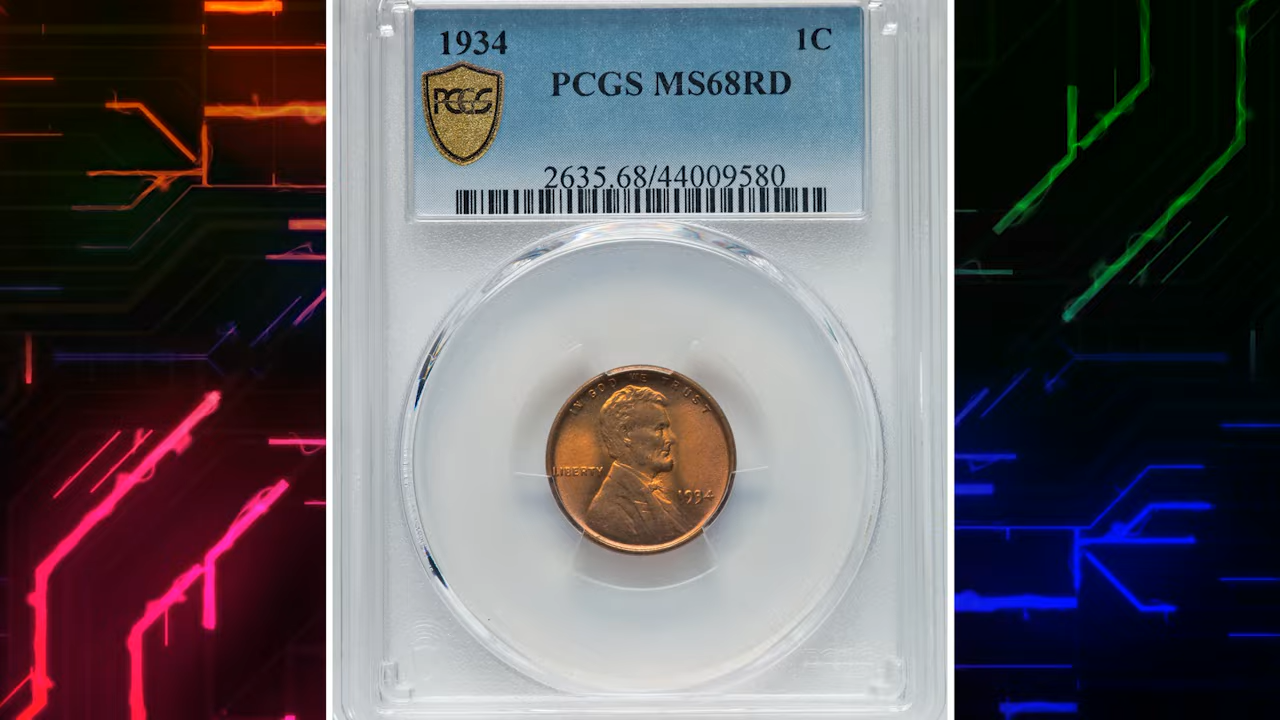 1934 1C
PCGS MS68RD
PCGS
2635.68/44009580
IN GOD WE TRUST
LIBERTY
1934